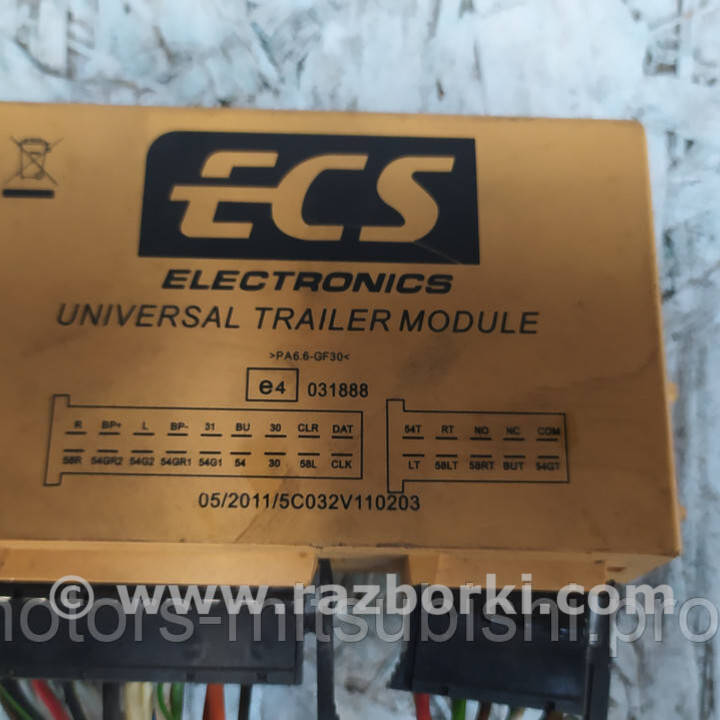 ECS
ELECTRONICS
UNIVERSAL TRAILER MODULE
>PA6.6-GF30<
e4 031888
R BP+ L BP- 31 BU 30 CLR DAT
58R 54GR2 54G2 54GR1 54G1 54 30 58L CLK
54T RT NO NC COM
LT 58LT 58RT BUT 54GT
05/2011/5C032V110203
© www.razborki.com
motors-mitsubishi.pro